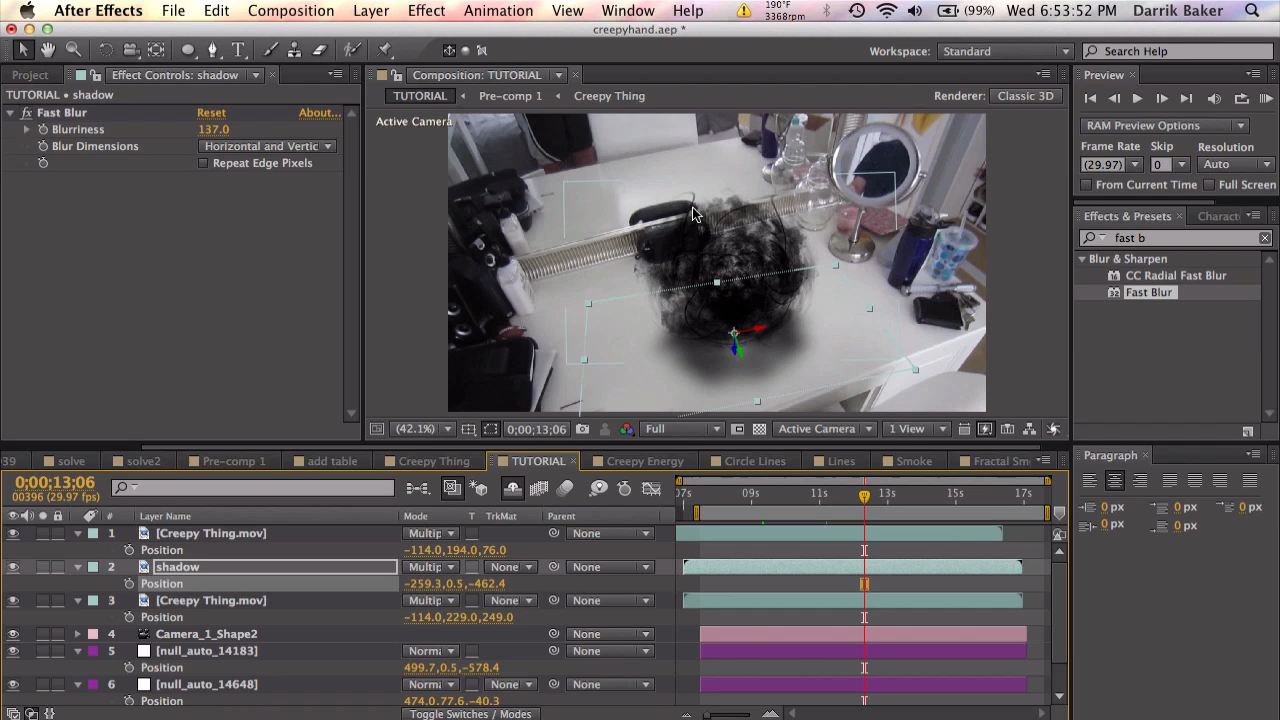 After Effects File Edit Composition Layer Effect Animation View Window Help 190°F 3368rpm (99%) Wed 6:53:52 PM Darrik Baker
creepyhand.aep *
Workspace: Standard Search Help
Project Effect Controls: shadow Composition: TUTORIAL Preview
TUTORIAL • shadow
TUTORIAL Pre-comp 1 Creepy Thing Renderer: Classic 3D
fx Fast Blur Reset About...
Blurriness 137.0
Blur Dimensions Horizontal and Vertic
Repeat Edge Pixels
Active Camera
RAM Preview Options
Frame Rate Skip Resolution
(29.97) 0 Auto
From Current Time Full Screen
Effects & Presets Charact
fast b
Blur & Sharpen
CC Radial Fast Blur
32 Fast Blur
(42.1%) 0;00;13;06 Full Active Camera 1 View
Paragraph
0 px 0 px 0 px
0 px 0 px
39 solve solve2 Pre-comp 1 add table Creepy Thing TUTORIAL Creepy Energy Circle Lines Lines Smoke Fractal Sm
0;00;13;06
00396 (29.97 fps)
07s 09s 11s 13s 15s 17s
# Layer Name Mode T TrkMat Parent
1 [Creepy Thing.mov] Multip None
Position -114.0,194.0,76.0
2 shadow Multip None None
Position -259.3,0.5,-462.4
3 [Creepy Thing.mov] Multip None None
Position -114.0,229.0,249.0
4 Camera_1_Shape2 None
5 [null_auto_14183] Norma None None
Position 499.7,0.5,-578.4
6 [null_auto_14648] Norma None None
Position 474.0,77.6,-40.3
Toggle Switches / Modes